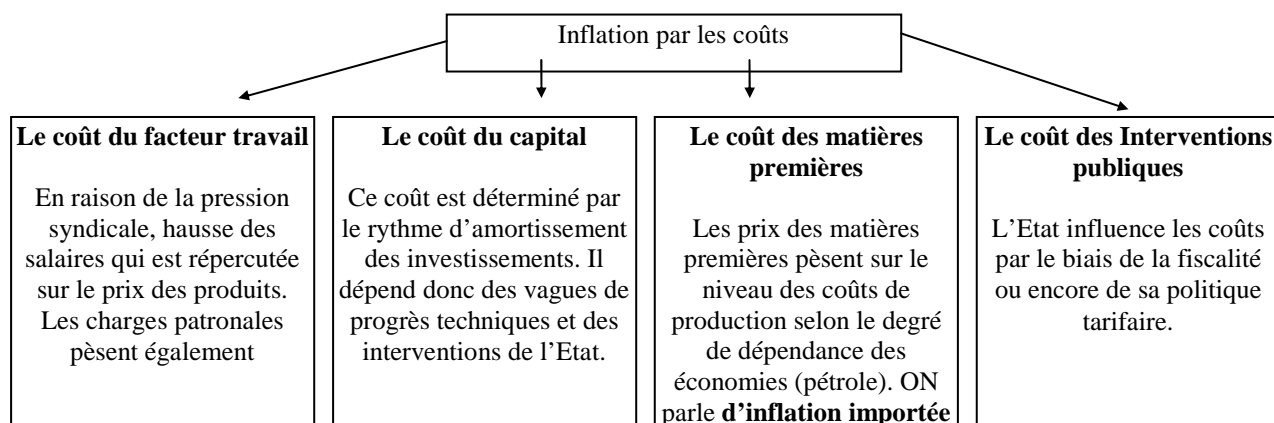 Inflation par les coûts
Le coût du facteur travail
En raison de la pression
syndicale, hausse des
salaires qui est répercutée
sur le prix des produits.
Les charges patronales
pèsent également
Le coût du capital
Ce coût est déterminé par
le rythme d’amortissement
des investissements. Il
dépend donc des vagues de
progrès techniques et des
interventions de l’Etat.
Le coût des matières
premières
Les prix des matières
premières pèsent sur le
niveau des coûts de
production selon le degré
de dépendance des
économies (pétrole). ON
parle d’inflation importée
Le coût des Interventions
publiques
L’Etat influence les coûts
par le biais de la fiscalité
ou encore de sa politique
tarifaire.